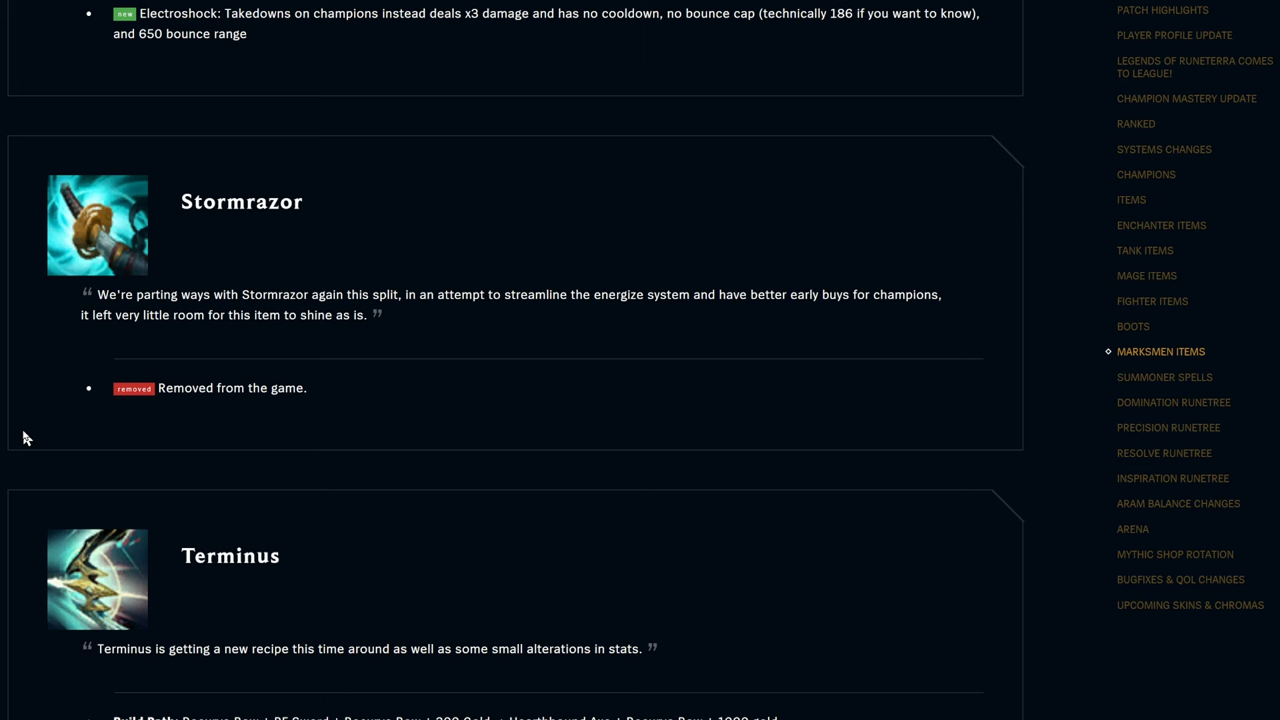 new Electroshock: Takedowns on champions instead deals x3 damage and has no cooldown, no bounce cap (technically 186 if you want to know),
and 650 bounce range
Stormrazor
“ We're parting ways with Stormrazor again this split, in an attempt to streamline the energize system and have better early buys for champions,
it left very little room for this item to shine as is. ”
removed Removed from the game.
Terminus
“ Terminus is getting a new recipe this time around as well as some small alterations in stats. ”
PATCH HIGHLIGHTS
PLAYER PROFILE UPDATE
LEGENDS OF RUNETERRA COMES
TO LEAGUE!
CHAMPION MASTERY UPDATE
RANKED
SYSTEMS CHANGES
CHAMPIONS
ITEMS
ENCHANTER ITEMS
TANK ITEMS
MAGE ITEMS
FIGHTER ITEMS
BOOTS
MARKSMEN ITEMS
SUMMONER SPELLS
DOMINATION RUNETREE
PRECISION RUNETREE
RESOLVE RUNETREE
INSPIRATION RUNETREE
ARAM BALANCE CHANGES
ARENA
MYTHIC SHOP ROTATION
BUGFIXES & QOL CHANGES
UPCOMING SKINS & CHROMAS